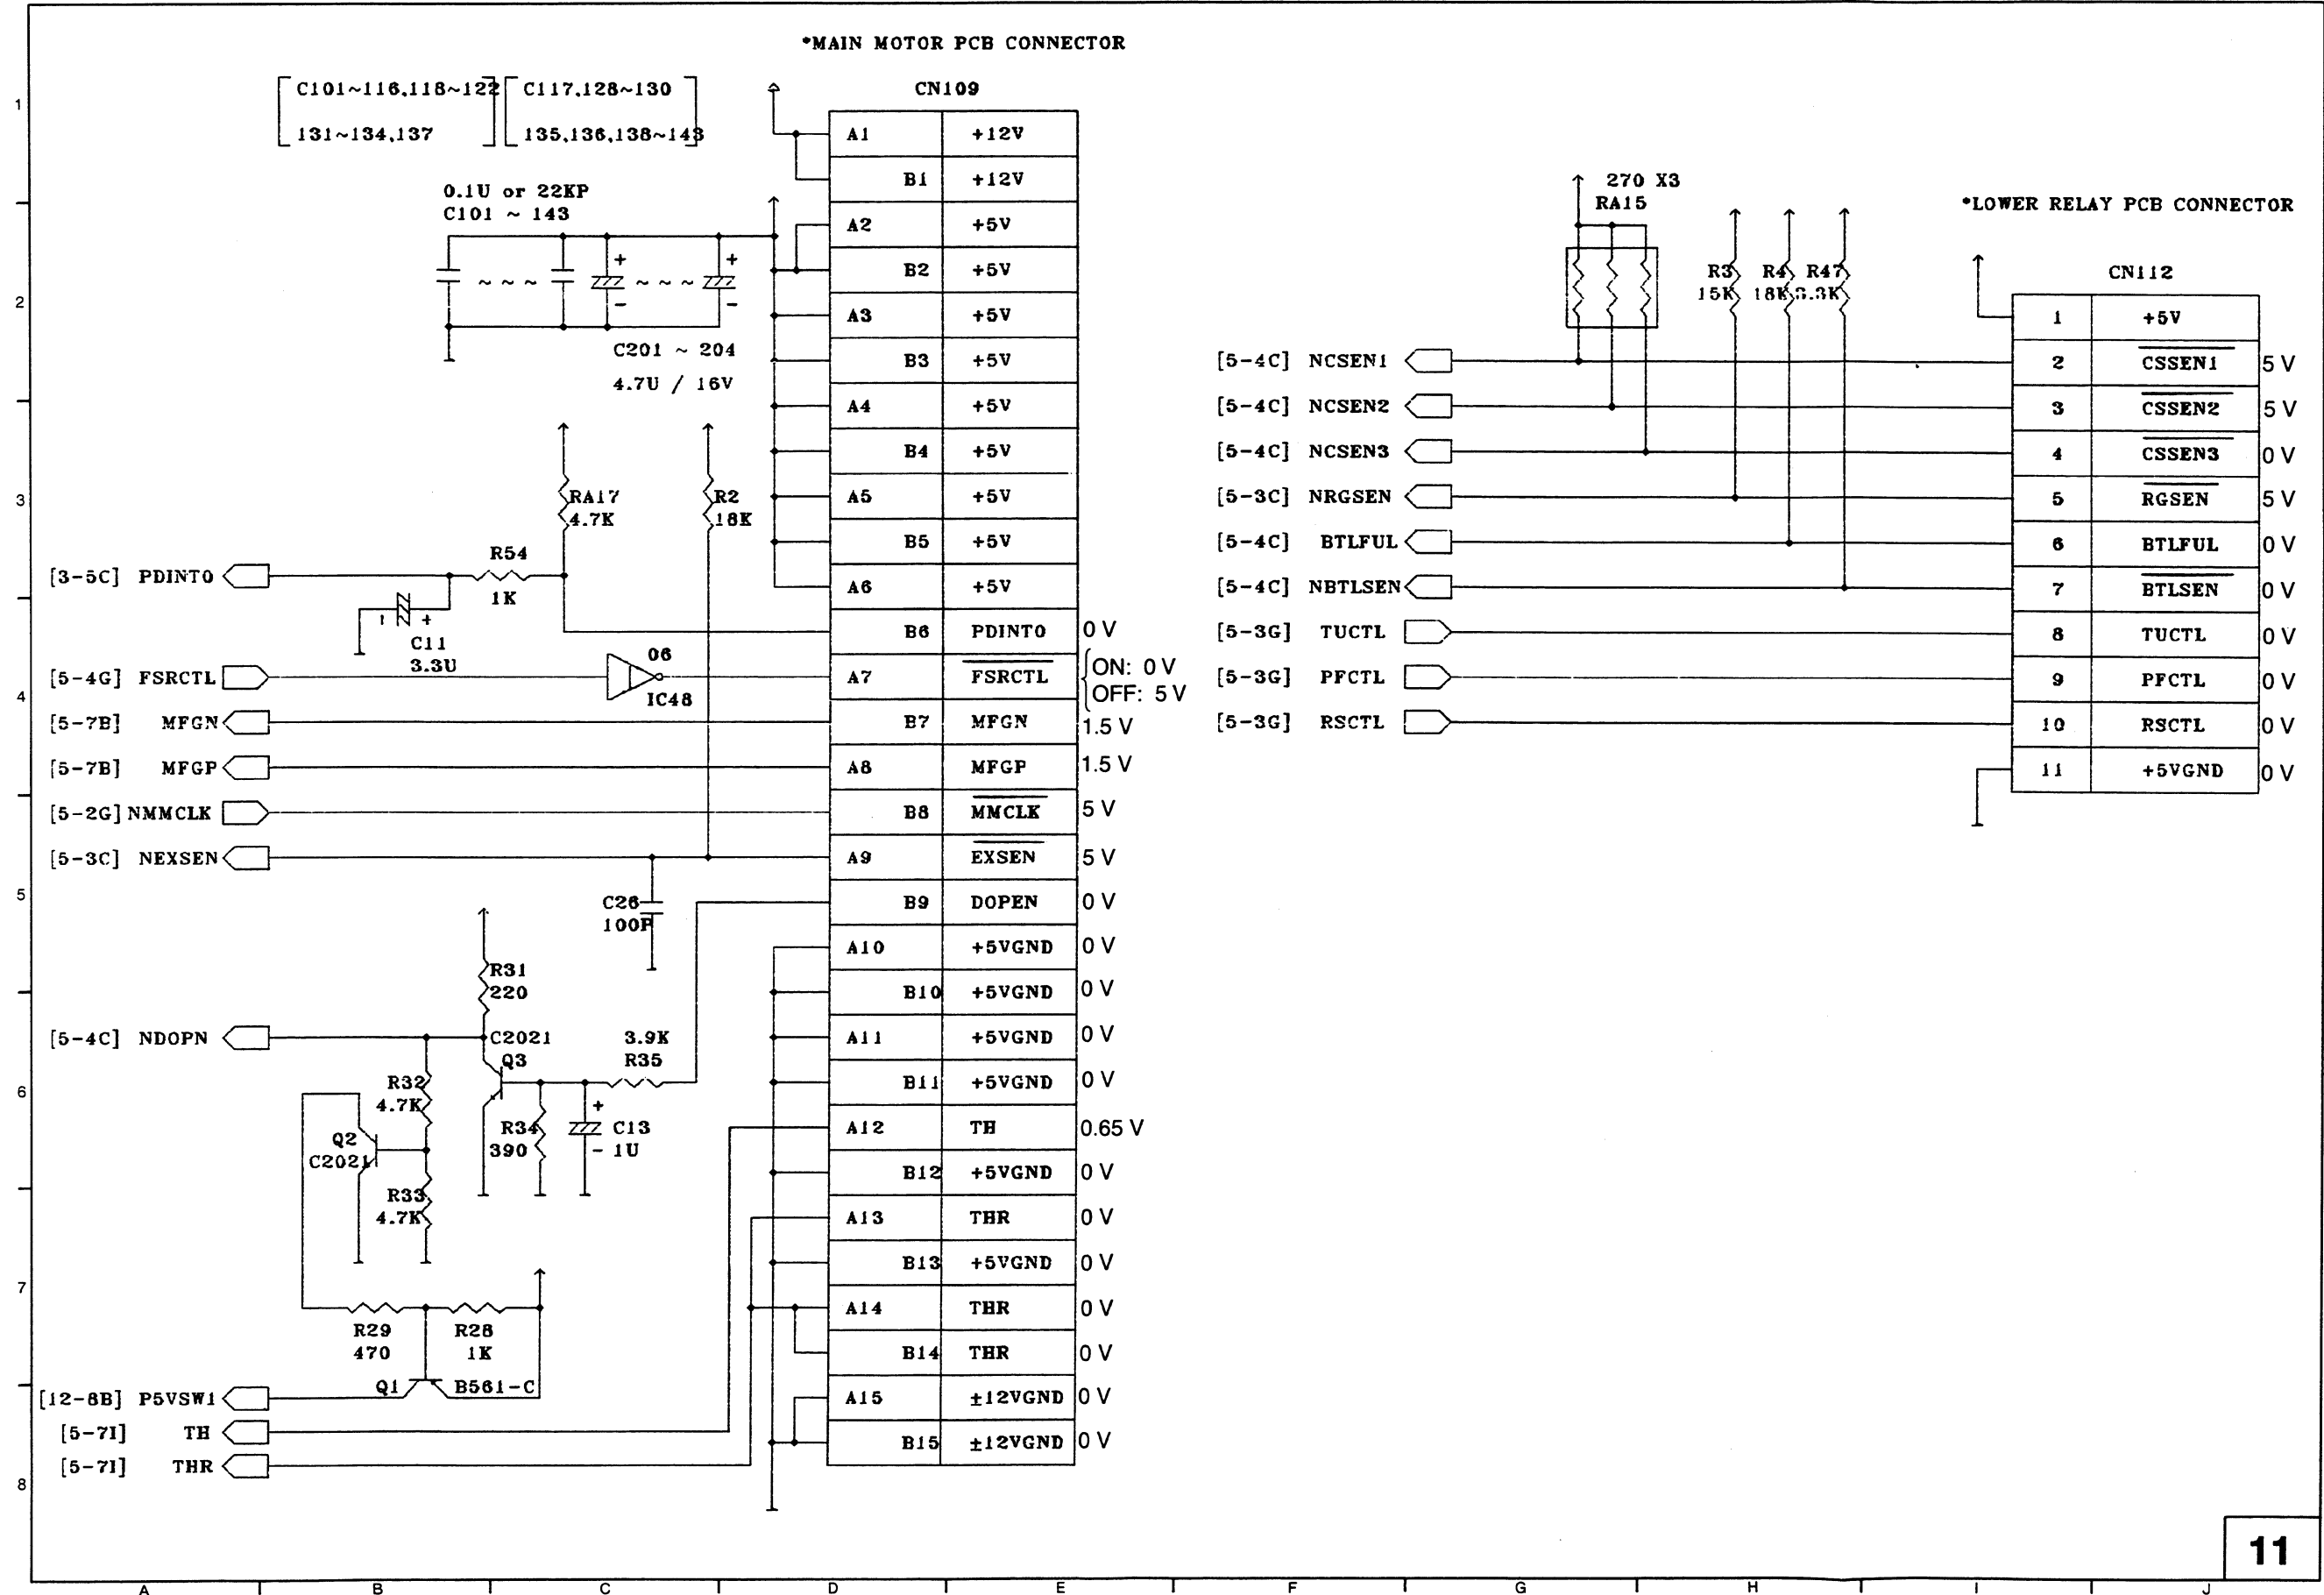 *MAIN MOTOR PCB CONNECTOR
C101~116,118~122
131~134,137
C117,128~130
135,136,138~143
0.1U or 22KP
C101 ~ 143
C201 ~ 204
4.7U / 16V
+
-
+
-
~ ~ ~
~ ~ ~
RA17
4.7K
R2
18K
R54
1K
C11
3.3U
+
06
IC48
C26
100P
R31
220
C2021
Q3
3.9K
R35
R32
4.7K
R34
390
+
C13
- 1U
Q2
C2021
R33
4.7K
R29
470
R28
1K
Q1
B561-C
[3-5C] PDINT0
[5-4G] FSRCTL
[5-7B] MFGN
[5-7B] MFGP
[5-2G] NMMCLK
[5-3C] NEXSEN
[5-4C] NDOPN
[12-8B] P5VSW1
[5-7I] TH
[5-7I] THR
CN109
A1 +12V
B1 +12V
A2 +5V
B2 +5V
A3 +5V
B3 +5V
A4 +5V
B4 +5V
A5 +5V
B5 +5V
A6 +5V
B6 PDINT0 0 V
A7 FSRCTL ON: 0 V
OFF: 5 V
B7 MFGN 1.5 V
A8 MFGP 1.5 V
B8 MMCLK 5 V
A9 EXSEN 5 V
B9 DOPEN 0 V
A10 +5VGND 0 V
B10 +5VGND 0 V
A11 +5VGND 0 V
B11 +5VGND 0 V
A12 TH 0.65 V
B12 +5VGND 0 V
A13 THR 0 V
B13 +5VGND 0 V
A14 THR 0 V
B14 THR 0 V
A15 ±12VGND 0 V
B15 ±12VGND 0 V
270 X3
RA15
R3
15K
R4
18K
R47
3.3K
[5-4C] NCSEN1
[5-4C] NCSEN2
[5-4C] NCSEN3
[5-3C] NRGSEN
[5-4C] BTLFUL
[5-4C] NBTLSEN
[5-3G] TUCTL
[5-3G] PFCTL
[5-3G] RSCTL
*LOWER RELAY PCB CONNECTOR
CN112
1 +5V
2 CSSEN1 5 V
3 CSSEN2 5 V
4 CSSEN3 0 V
5 RGSEN 5 V
6 BTLFUL 0 V
7 BTLSEN 0 V
8 TUCTL 0 V
9 PFCTL 0 V
10 RSCTL 0 V
11 +5VGND 0 V
1
2
3
4
5
6
7
8
A B C D E F G H I J
11